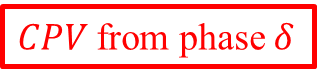 CPV from phase δ